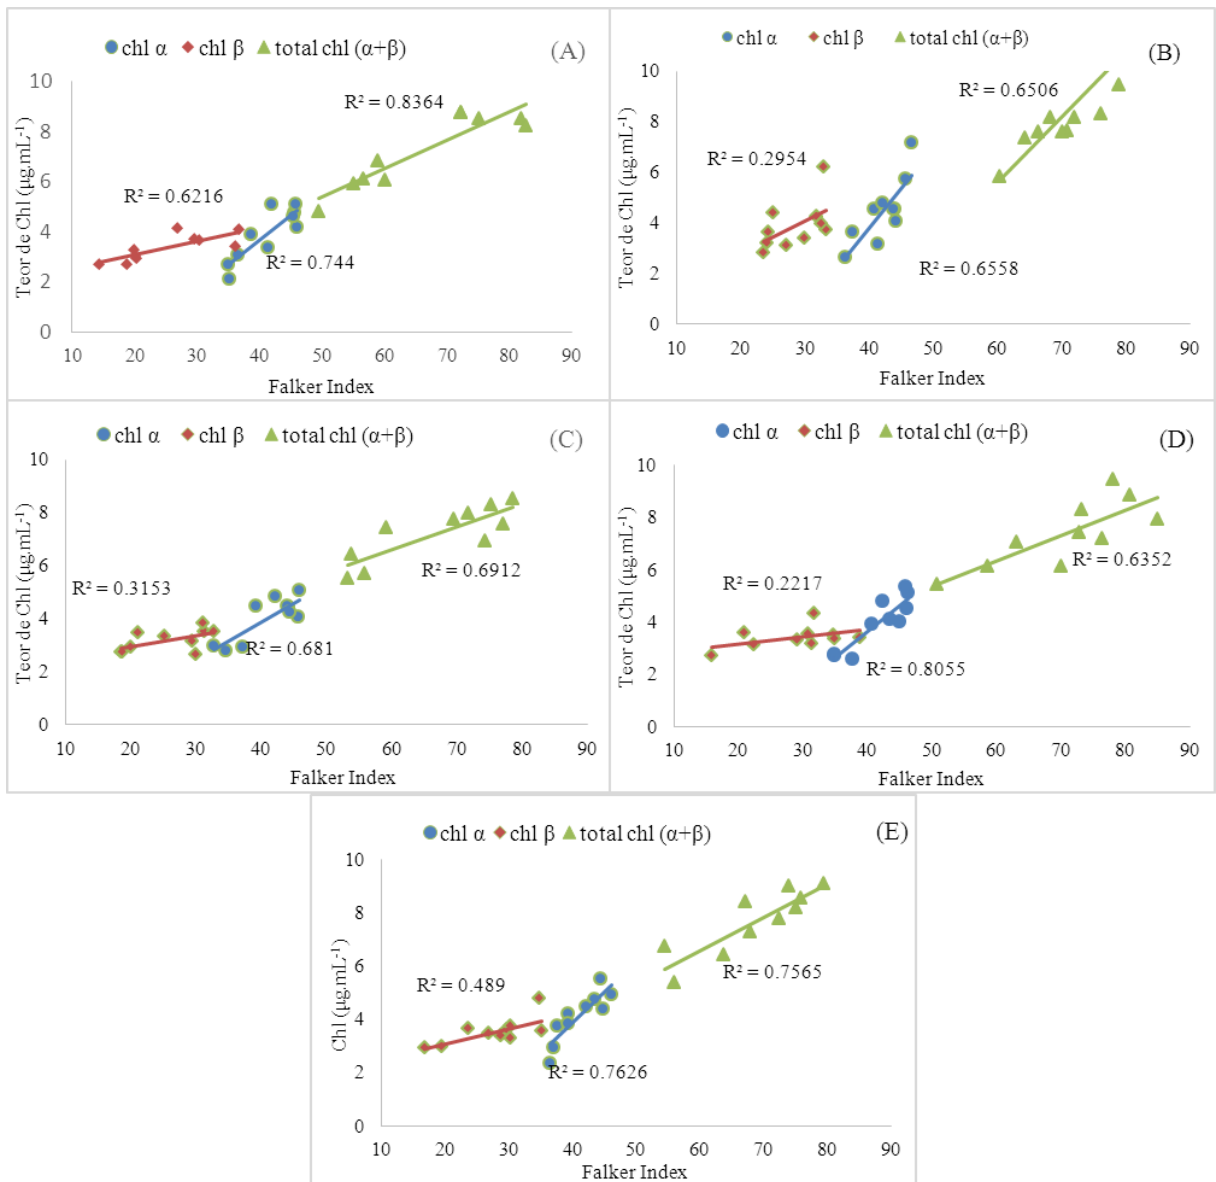 chl α chl β total chl (α+β) (A)
R² = 0.8364
R² = 0.6216
R² = 0.744
Teor de Chl (µg.mL⁻¹)
10
8
6
4
2
0
10 20 30 40 50 60 70 80 90
Falker Index
chl α chl β total chl (α+β) (B)
R² = 0.6506
R² = 0.2954
R² = 0.6558
Teor de Chl (µg.mL⁻¹)
10
8
6
4
2
0
10 20 30 40 50 60 70 80 90
Falker Index
chl α chl β total chl (α+β) (C)
R² = 0.3153
R² = 0.6912
R² = 0.681
Teor de Chl (µg.mL⁻¹)
10
8
6
4
2
0
10 20 30 40 50 60 70 80 90
Falker Index
chl α chl β total chl (α+β) (D)
R² = 0.2217
R² = 0.6352
R² = 0.8055
Teor de Chl (µg.mL⁻¹)
10
8
6
4
2
0
10 20 30 40 50 60 70 80 90
Falker Index
chl α chl β total chl (α+β) (E)
R² = 0.489
R² = 0.7565
R² = 0.7626
Chl (µg.mL⁻¹)
10
8
6
4
2
0
10 20 30 40 50 60 70 80 90
Falker Index